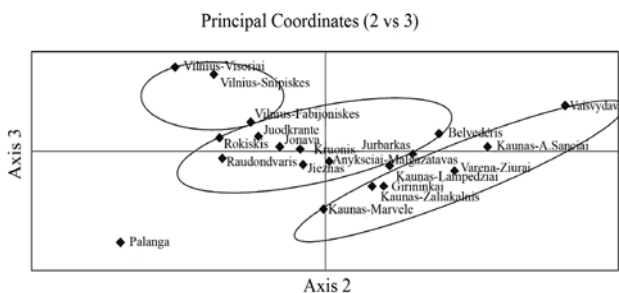 Principal Coordinates (2 vs 3)
Axis 3
Vilnius-Visoriai
Vilnius-Snipiskes
Vaisvydav
Vilnius-Fabijoniskes
Belvederis
Juodkrante
Rokiskis
Jonava
Kruonis
Jurbarkas
Kaunas-A.Sanciai
Raudondvaris
Jieznas
Anyksciai-Malgazatavas
Varena-Ziurai
Kaunas-Lampedziai
Girininkai
Kaunas-Zaliakalnis
Kaunas-Marvele
Palanga
Axis 2